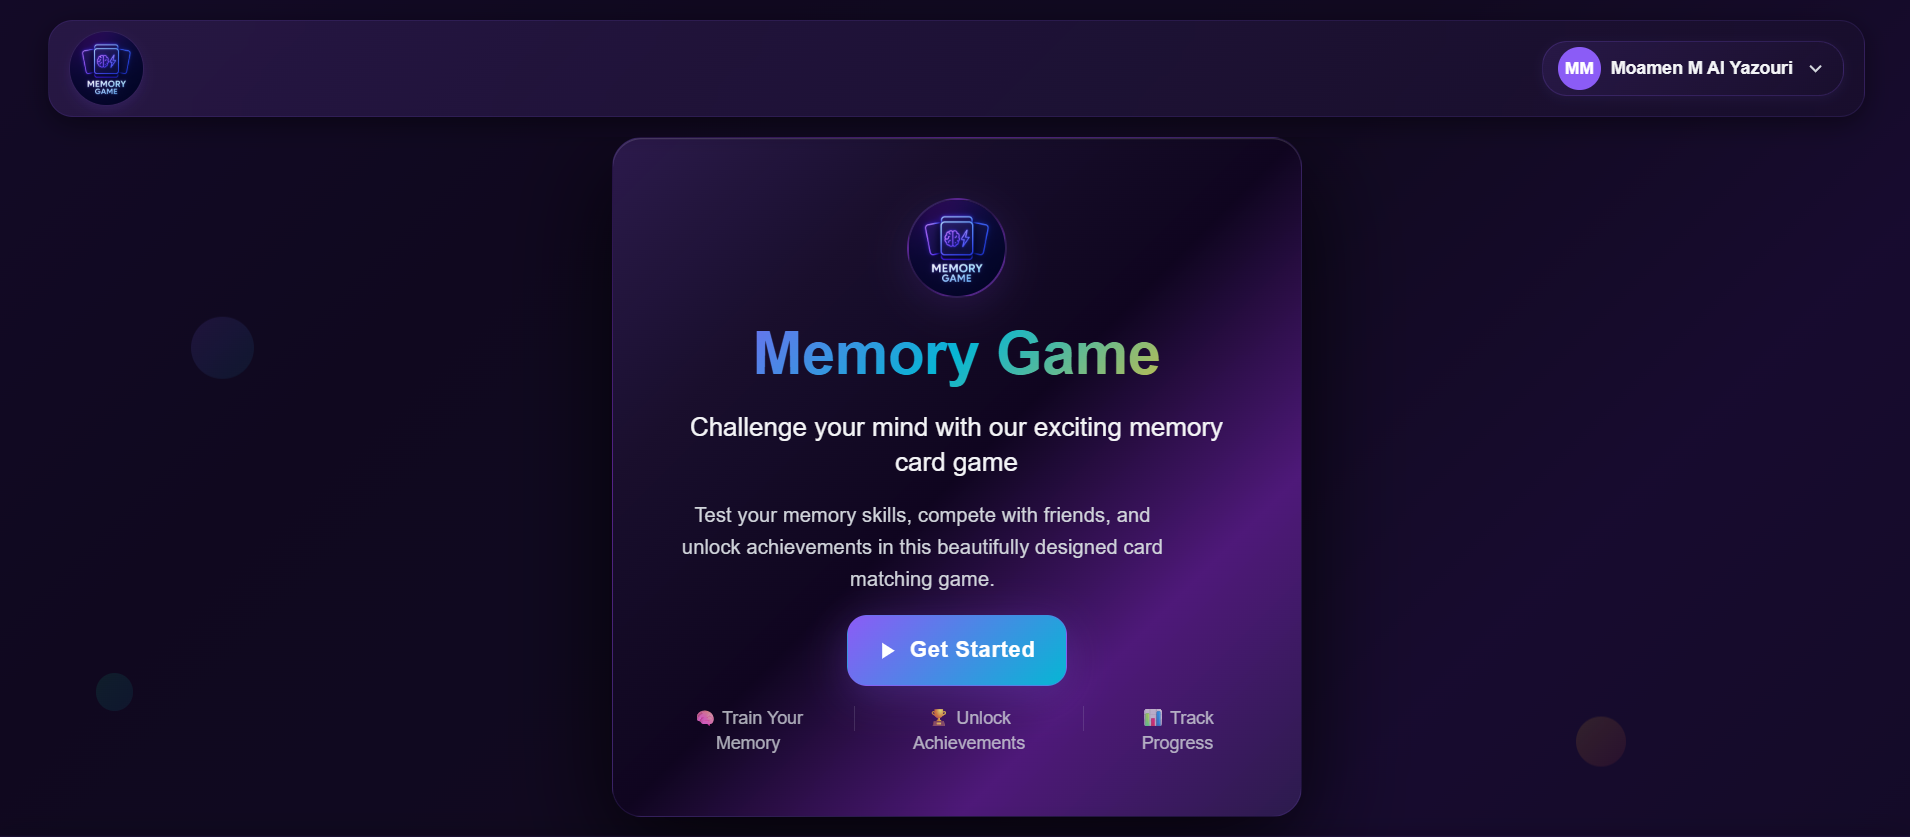 MEMORY
GAME
MM Moamen M Al Yazouri
MEMORY
GAME
Memory Game
Challenge your mind with our exciting memory
card game
Test your memory skills, compete with friends, and
unlock achievements in this beautifully designed card
matching game.
Get Started
Train Your
Memory
Unlock
Achievements
Track
Progress